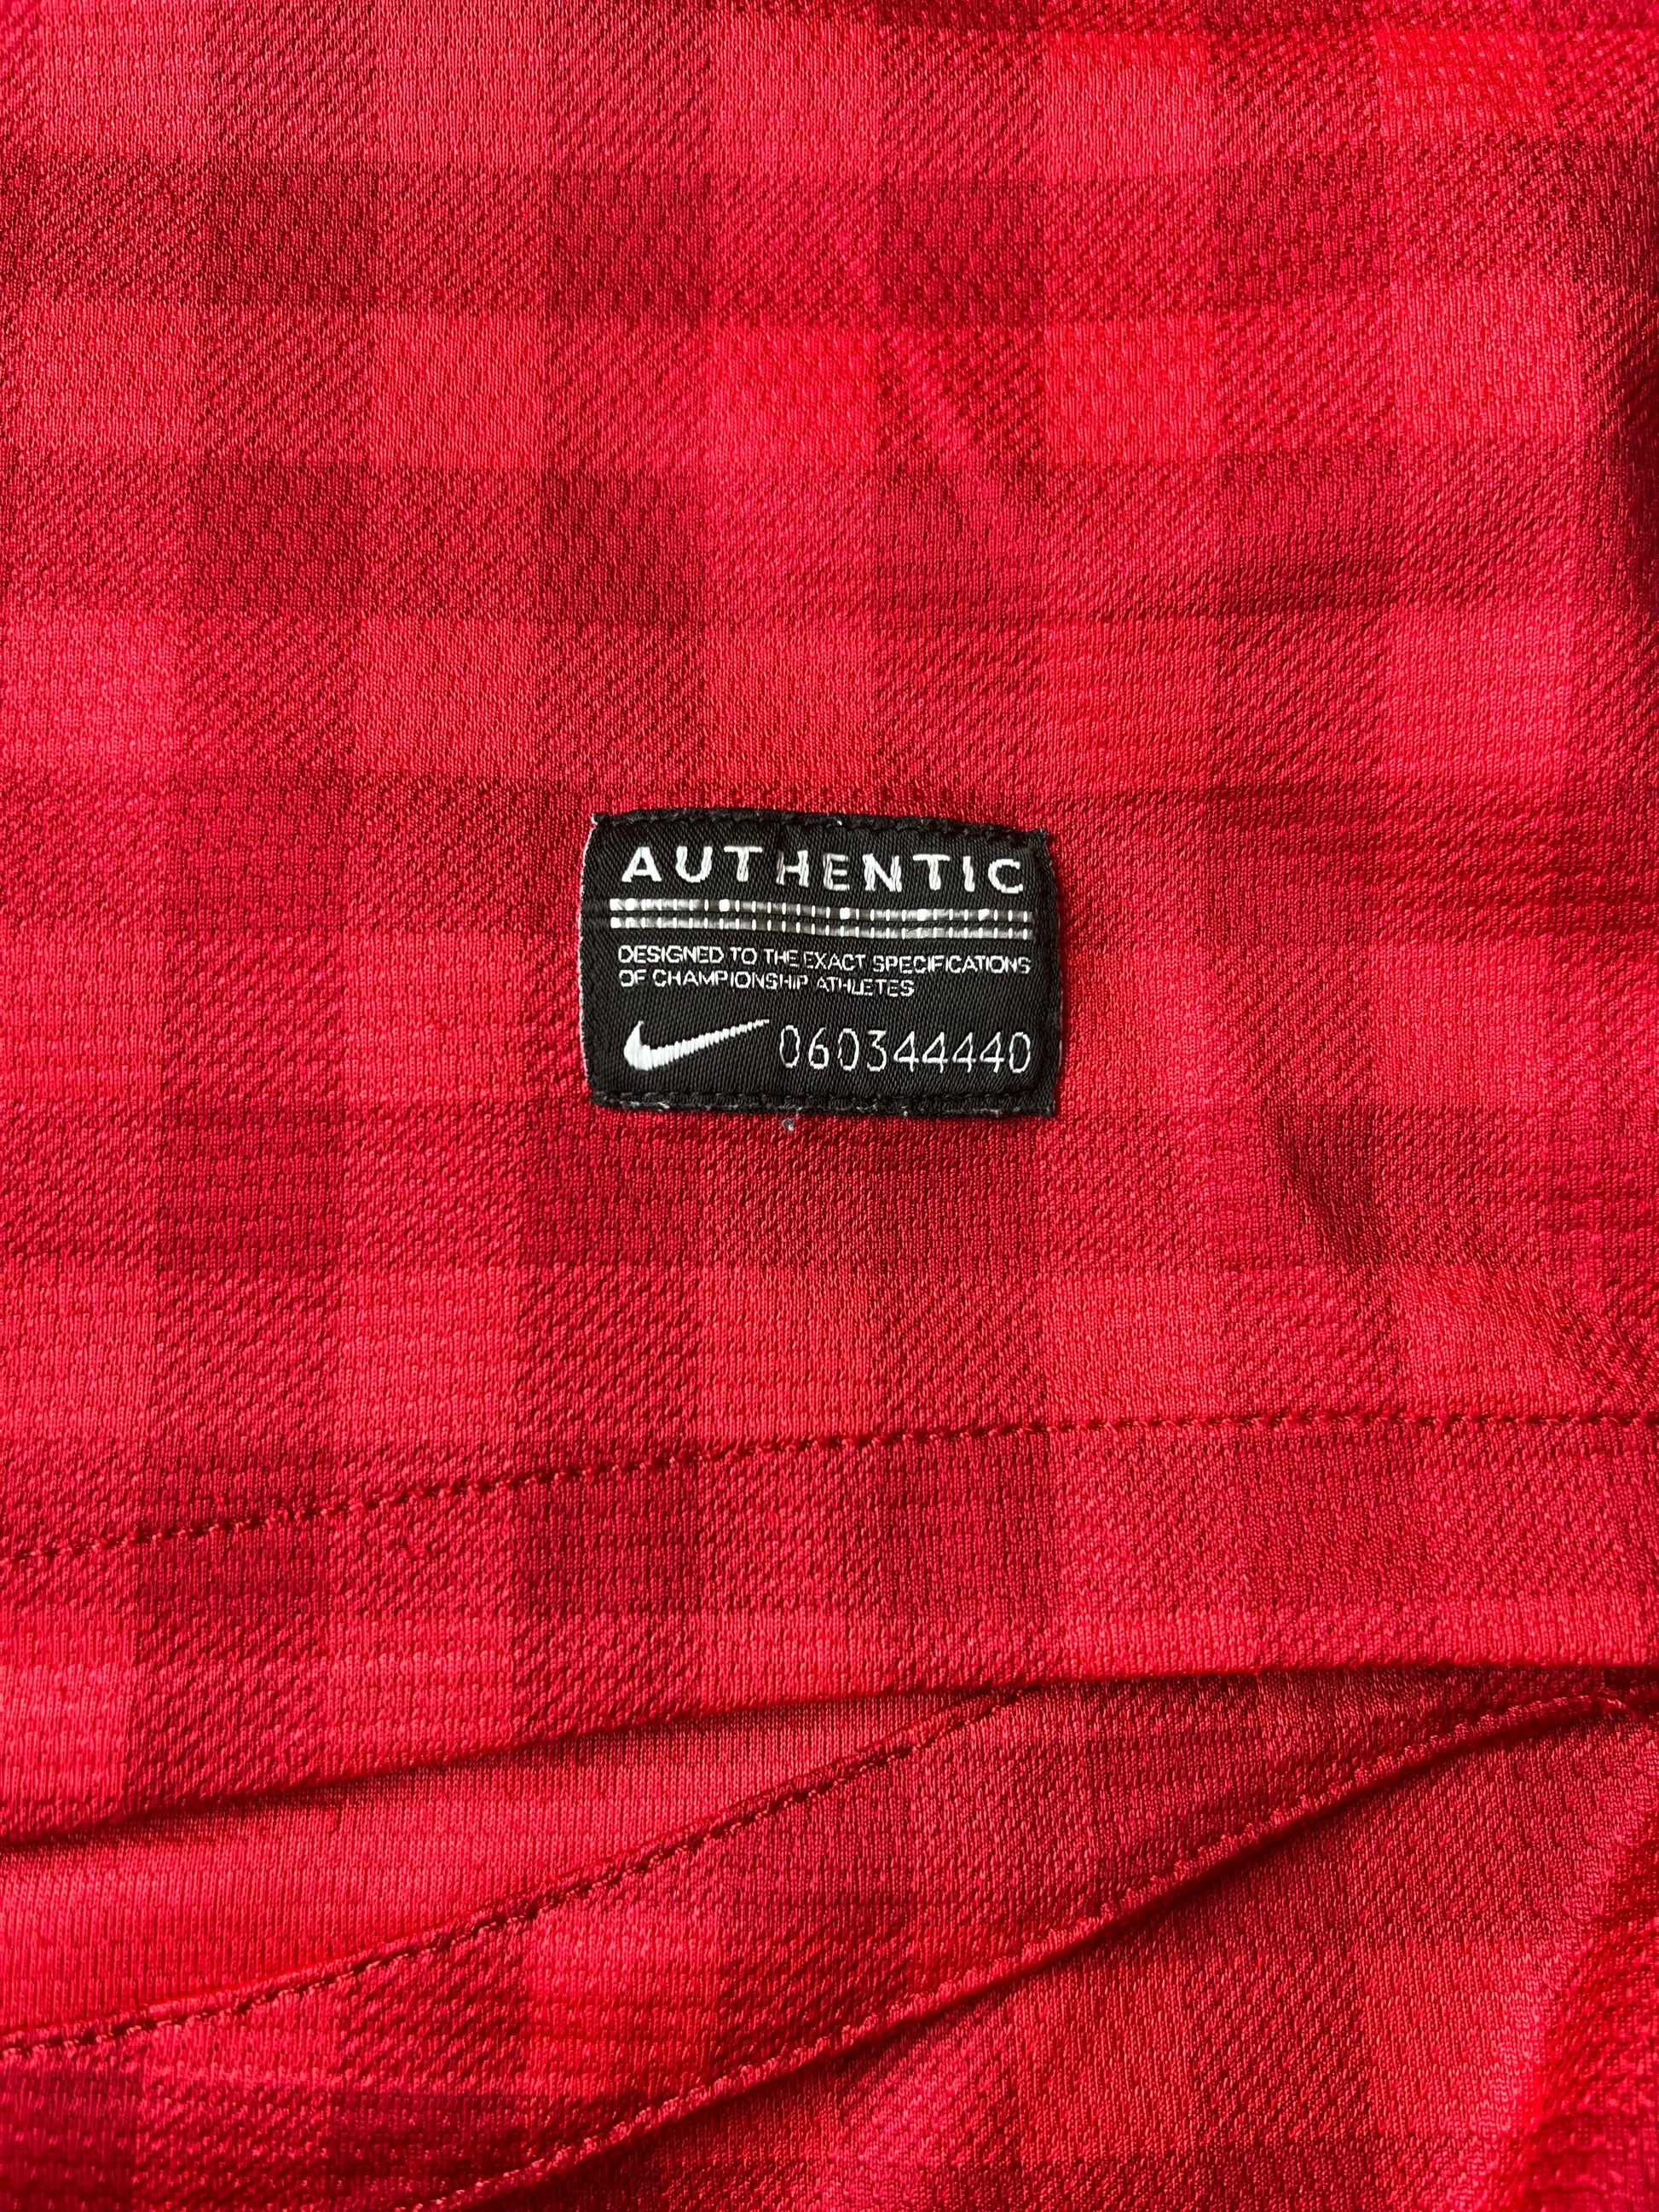 AUTHENTIC
DESIGNED TO THE EXACT SPECIFICATIONS
OF CHAMPIONSHIP ATHLETES
060344440